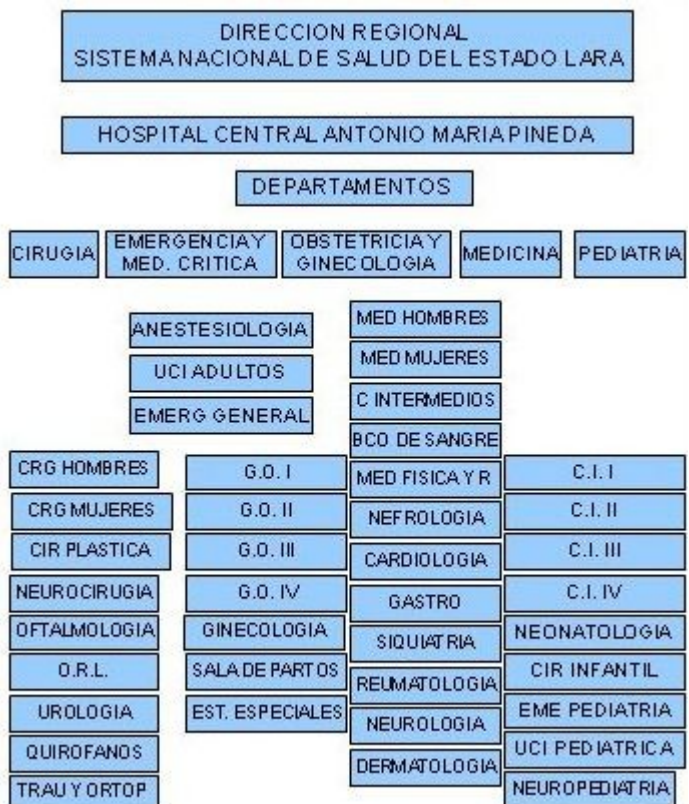 DIRECCION REGIONAL
SISTEMA NACIONAL DE SALUD DEL ESTADO LARA
HOSPITAL CENTRAL ANTONIO MARIA PINEDA
DEPARTAMENTOS
CIRUGIA
EMERGENCIA Y
MED. CRITICA
OBSTETRICIA Y
GINECOLOGIA
MEDICINA
PEDIATRIA
ANESTESIOLOGIA
UCI ADULTOS
EMERG GENERAL
CRG HOMBRES
CRG MUJERES
CIR PLASTICA
NEUROCIRUGIA
OFTALMOLOGIA
O.R.L.
UROLOGIA
QUIROFANOS
TRAU Y ORTOP
G.O. I
G.O. II
G.O. III
G.O. IV
GINECOLOGIA
SALA DE PARTOS
EST. ESPECIALES
MED HOMBRES
MED MUJERES
C INTERMEDIOS
BCO DE SANGRE
MED FISICA Y R
NEFROLOGIA
CARDIOLOGIA
GASTRO
SIQUIATRIA
REUMATOLOGIA
NEUROLOGIA
DERMATOLOGIA
C.I. I
C.I. II
C.I. III
C.I. IV
NEONATOLOGIA
CIR INFANTIL
EME PEDIATRIA
UCI PEDIATRICA
NEUROPEDIATRIA